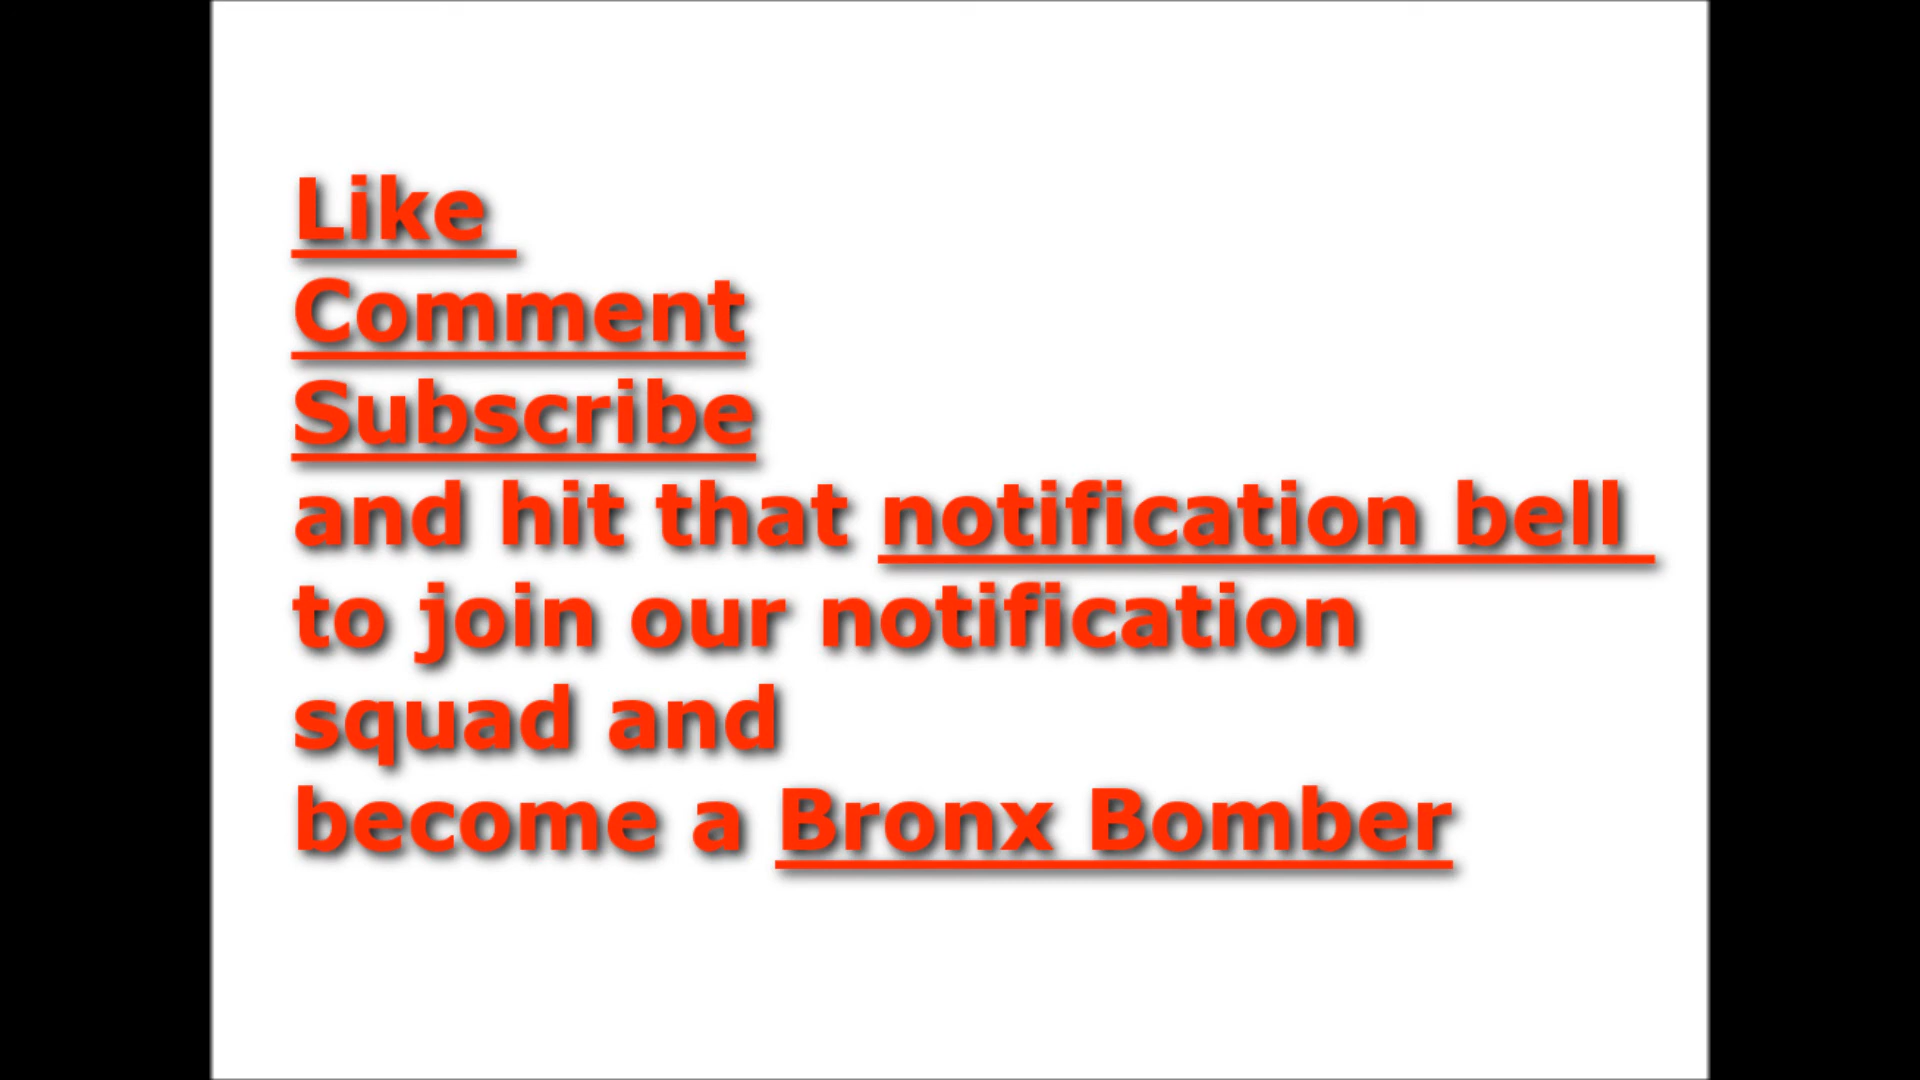 Like
Comment
Subscribe
and hit that notification bell
to join our notification
squad and
become a Bronx Bomber